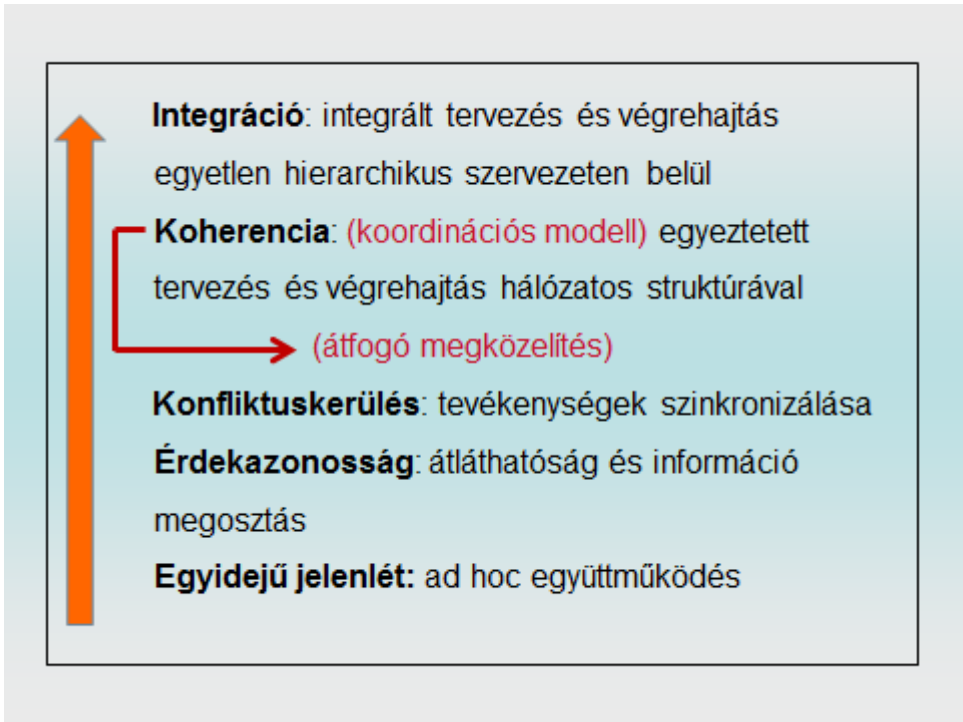 Integráció: integrált tervezés és végrehajtás
egyetlen hierarchikus szervezeten belül
Koherencia: (koordinációs modell) egyeztetett
tervezés és végrehajtás hálózatos struktúrával
(átfogó megközelítés)
Konfliktuskerülés: tevékenységek szinkronizálása
Érdekazonosság: átláthatóság és információ
megosztás
Egyidejű jelenlét: ad hoc együttműködés